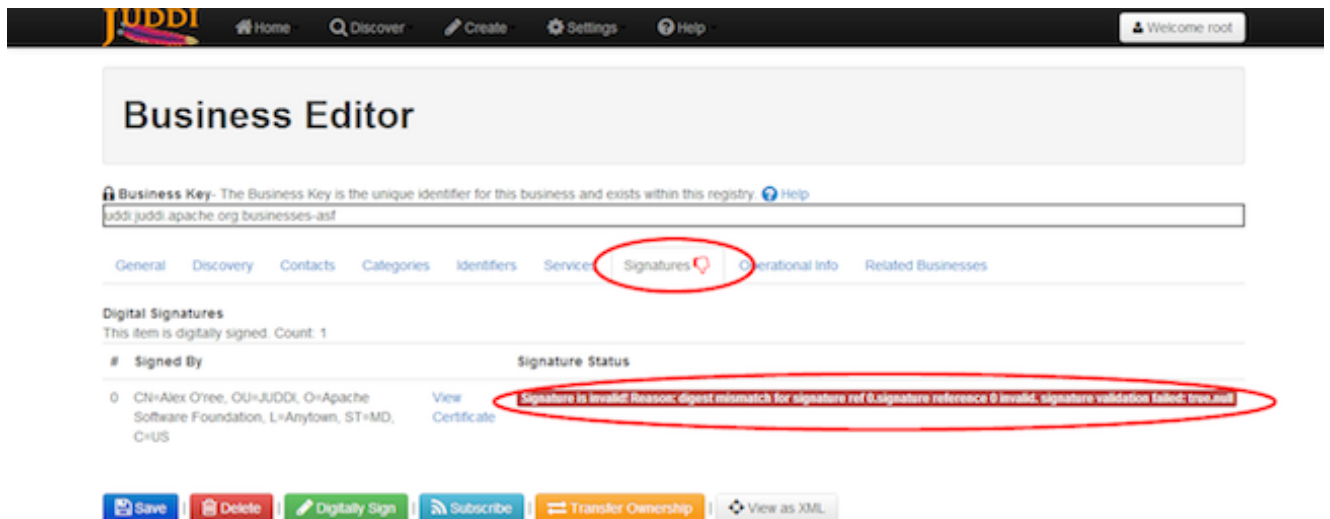 jUDDI Home Discover Create Settings Help Welcome root
Business Editor
Business Key- The Business Key is the unique identifier for this business and exists within this registry. Help
uddi:juddi.apache.org:businesses-asf
General Discovery Contacts Categories Identifiers Services Signatures Operational Info Related Businesses
Digital Signatures
This item is digitally signed. Count: 1
# Signed By Signature Status
0 CN=Alex O'ree, OU=JUDDI, O=Apache View Signature is invalid! Reason: digest mismatch for signature ref 0.signature reference 0 invalid. signature validation failed: true.null
Software Foundation, L=Anytown, ST=MD, Certificate
C=US
Save | Delete | Digitally Sign | Subscribe | Transfer Ownership | View as XML